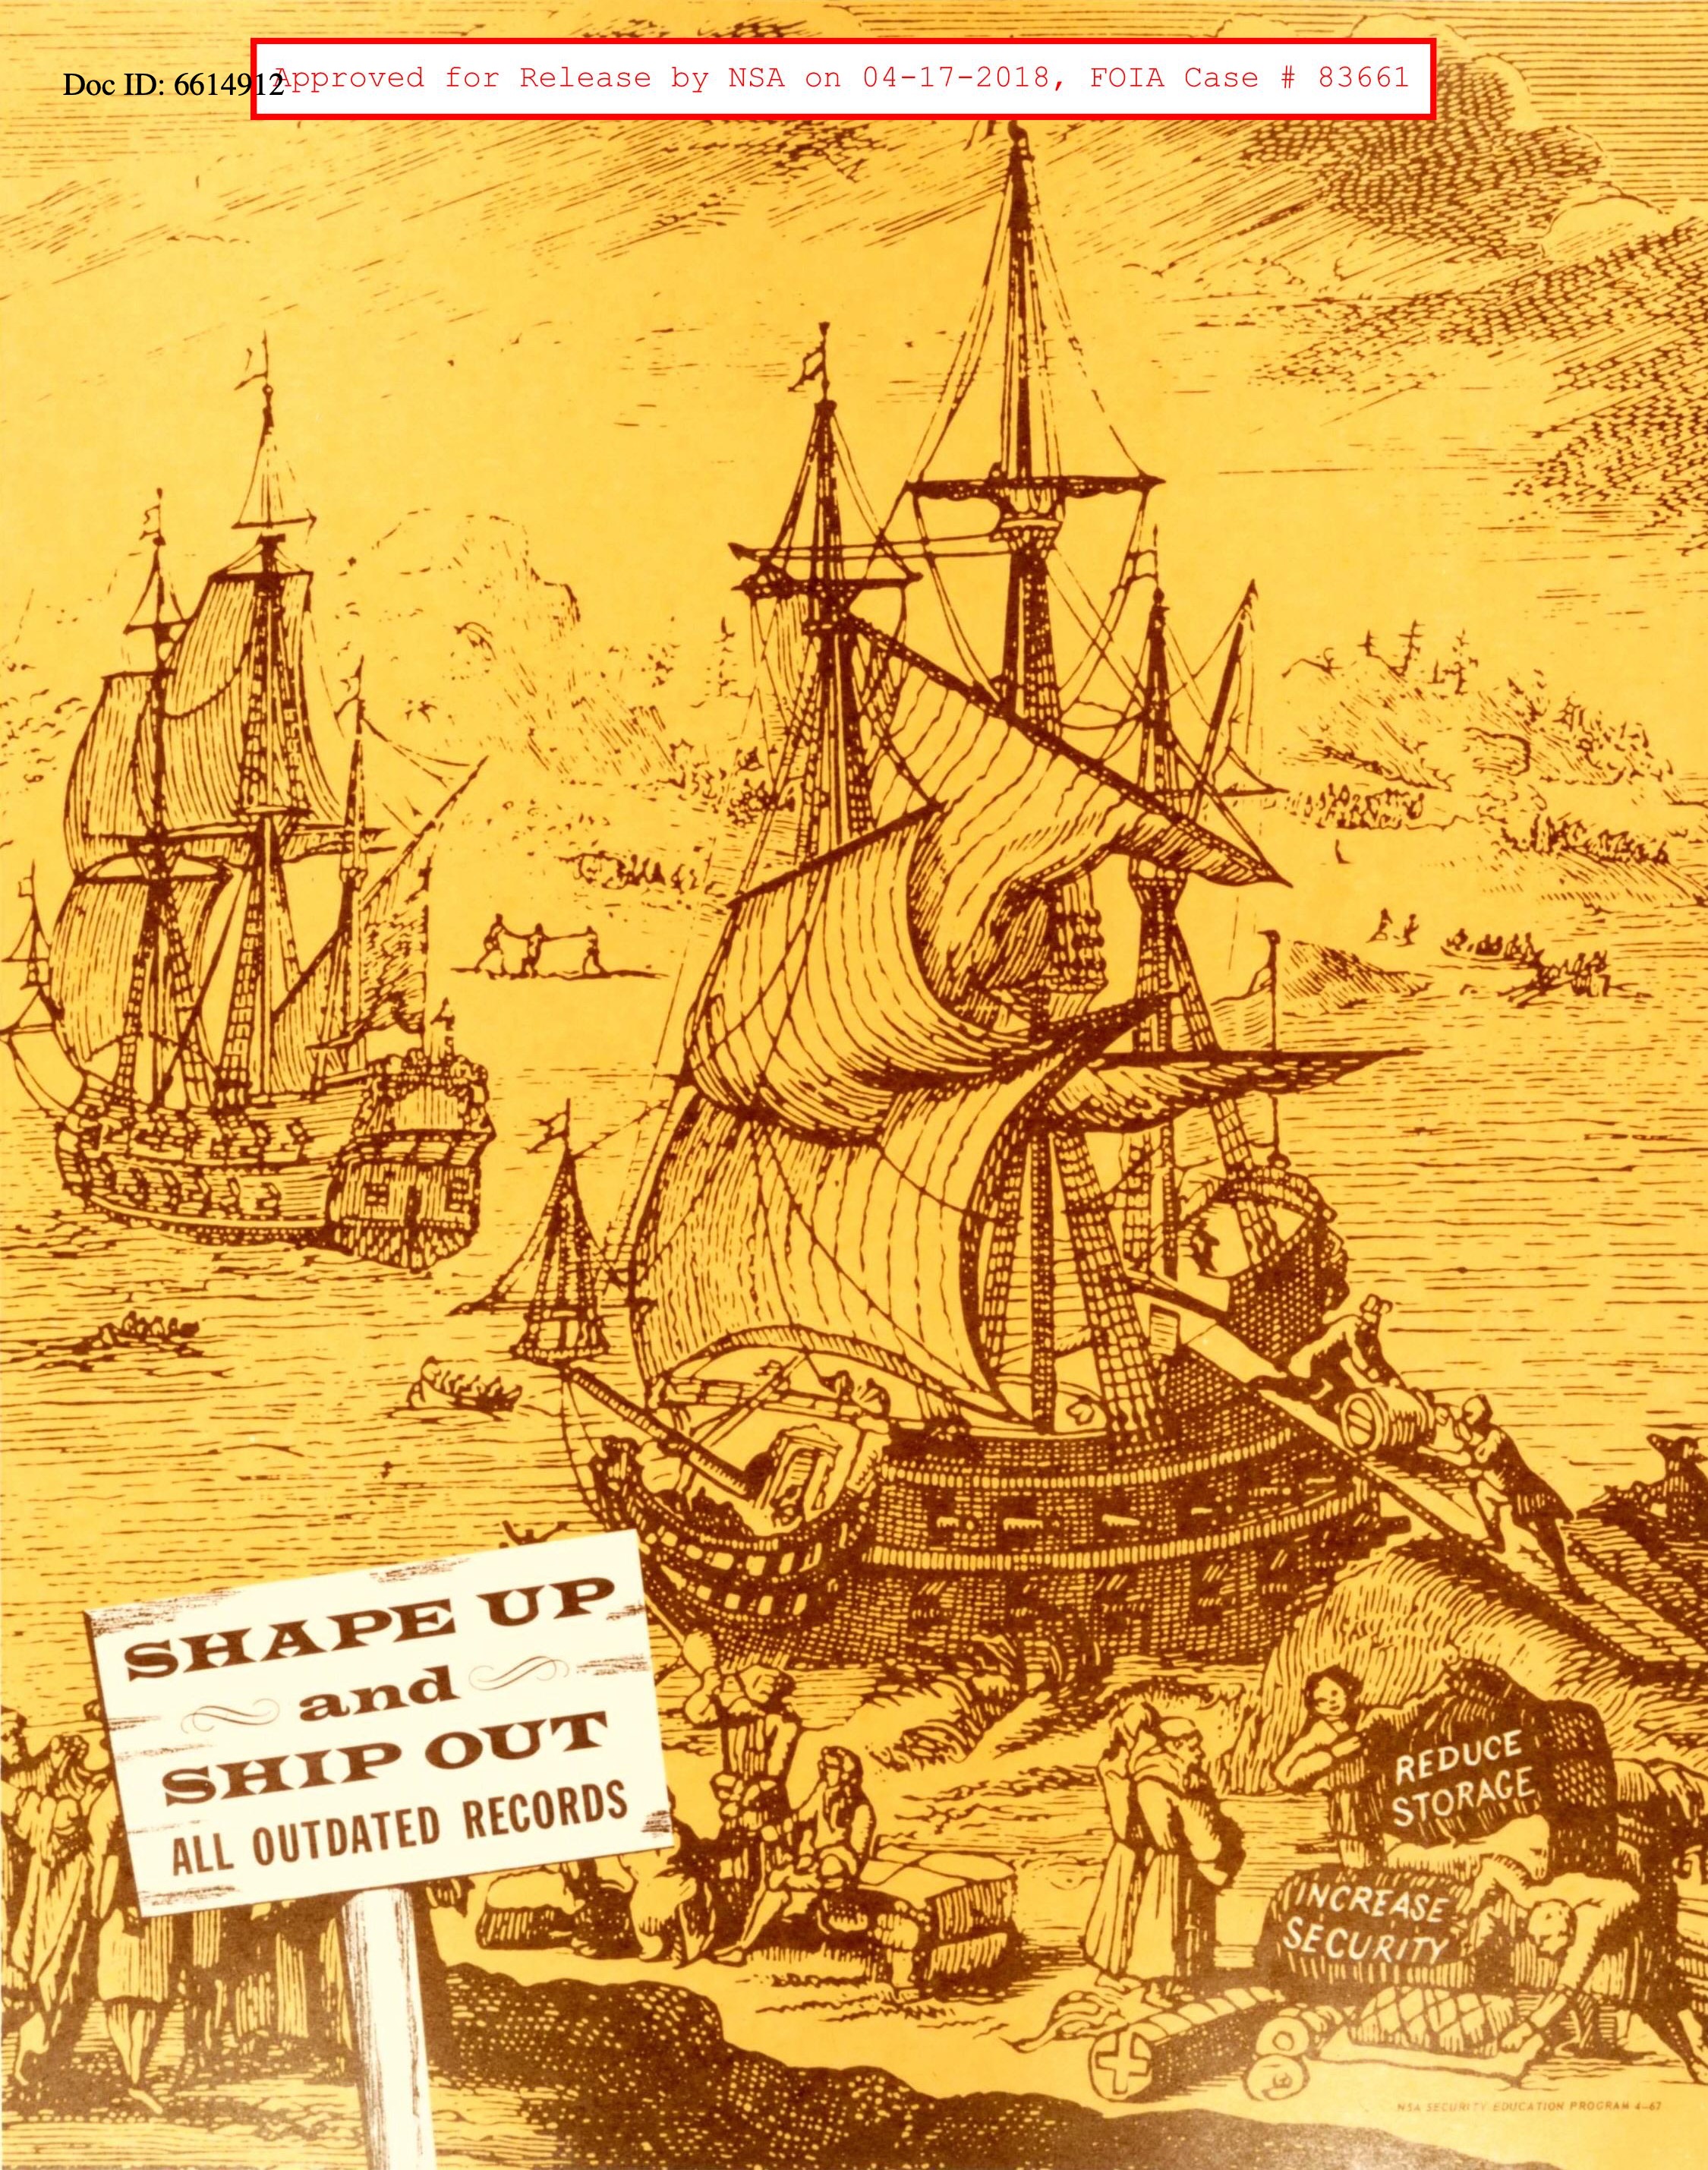 Doc ID: 6614912
Approved for Release by NSA on 04-17-2018, FOIA Case # 83661
SHAPE UP
and
SHIP OUT
ALL OUTDATED RECORDS
REDUCE
STORAGE
INCREASE
SECURITY
NSA SECURITY EDUCATION PROGRAM 4-67